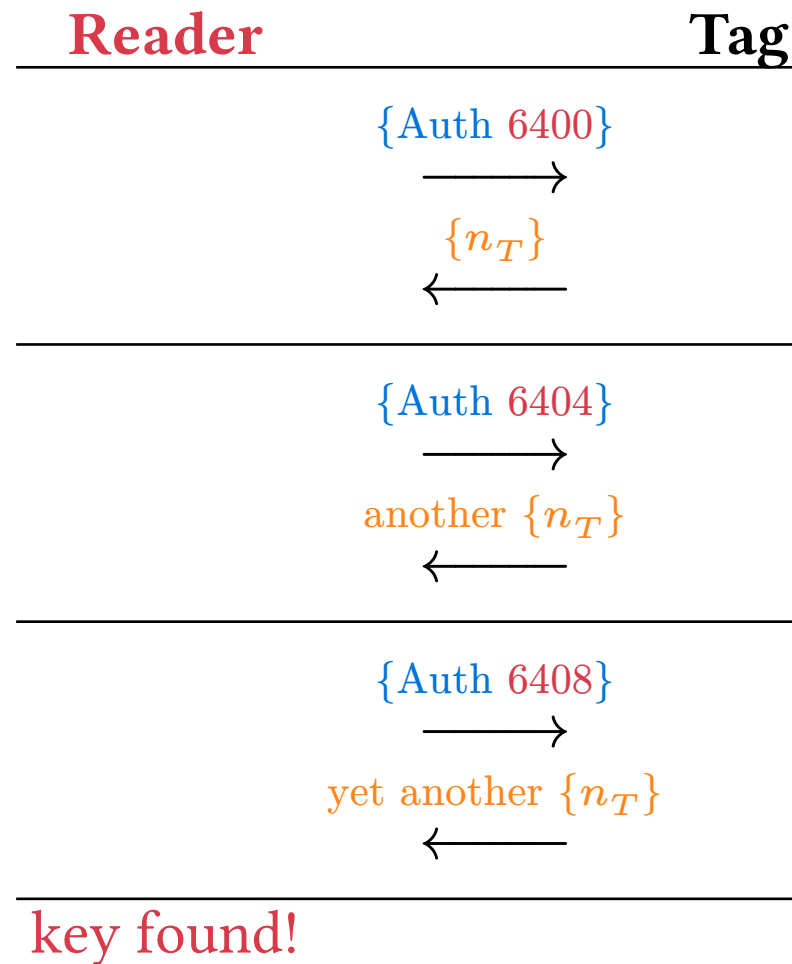 Reader Tag
{Auth 6400}
{n_T}
{Auth 6404}
another {n_T}
{Auth 6408}
yet another {n_T}
key found!